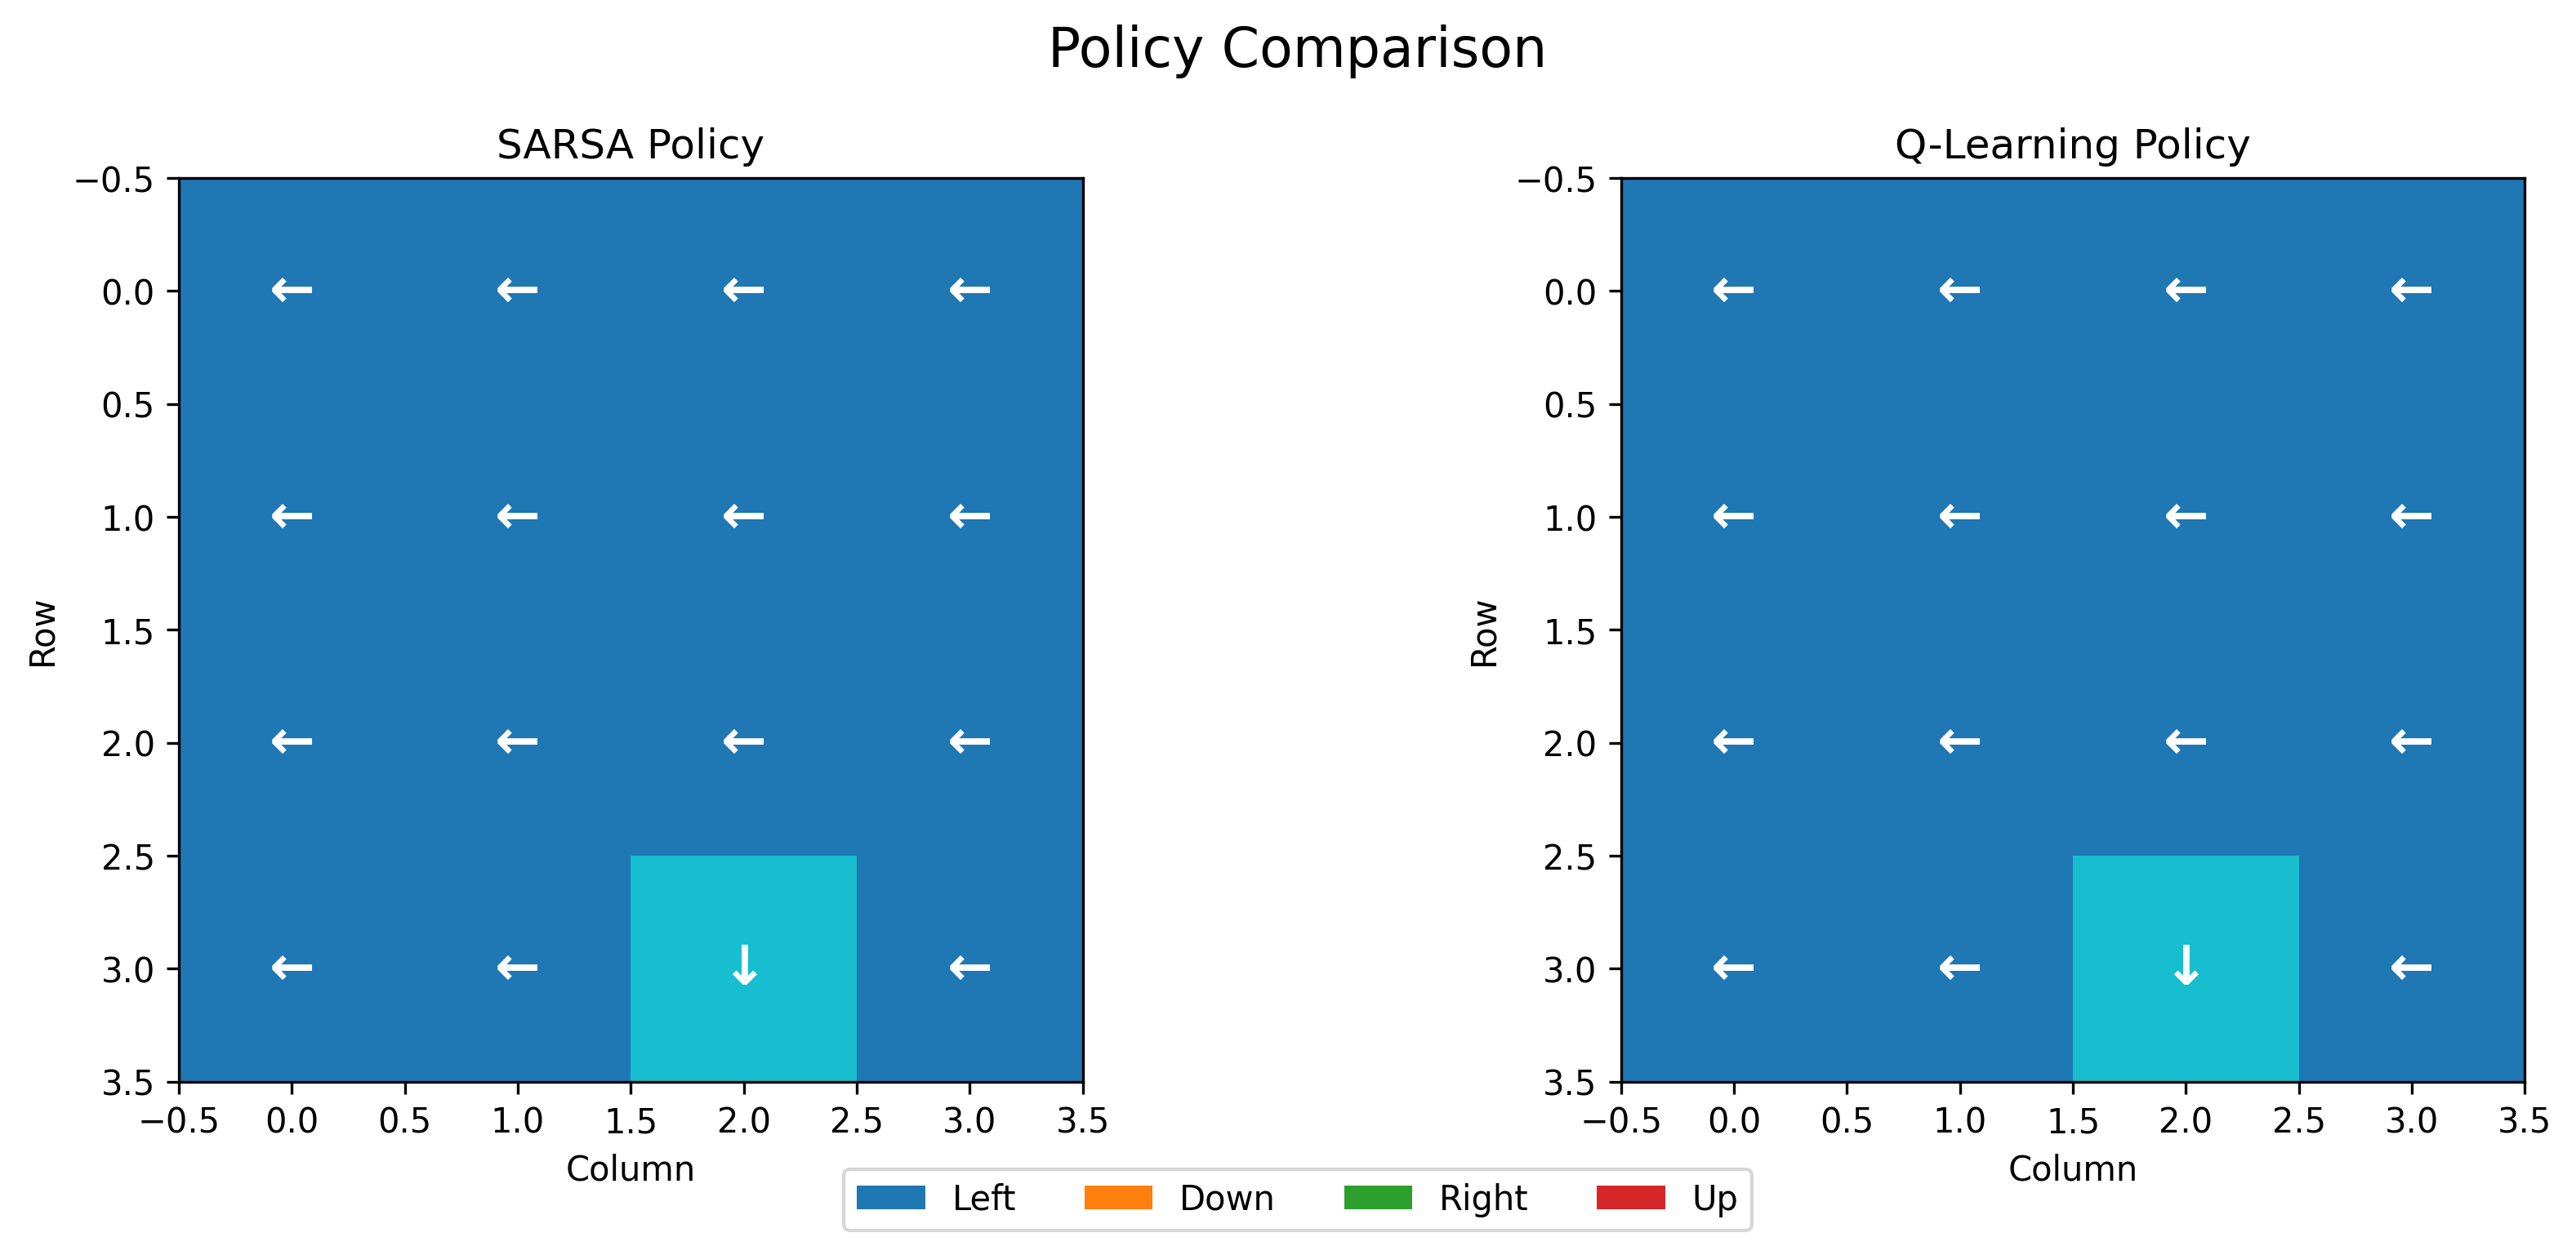 Policy Comparison
SARSA Policy
−0.5
0.0
0.5
1.0
1.5
2.0
2.5
3.0
3.5
Row
← ← ← ←
← ← ← ←
← ← ← ←
← ← ↓ ←
−0.5 0.0 0.5 1.0 1.5 2.0 2.5 3.0 3.5
Column
Q-Learning Policy
−0.5
0.0
0.5
1.0
1.5
2.0
2.5
3.0
3.5
Row
← ← ← ←
← ← ← ←
← ← ← ←
← ← ↓ ←
−0.5 0.0 0.5 1.0 1.5 2.0 2.5 3.0 3.5
Column
Left Down Right Up